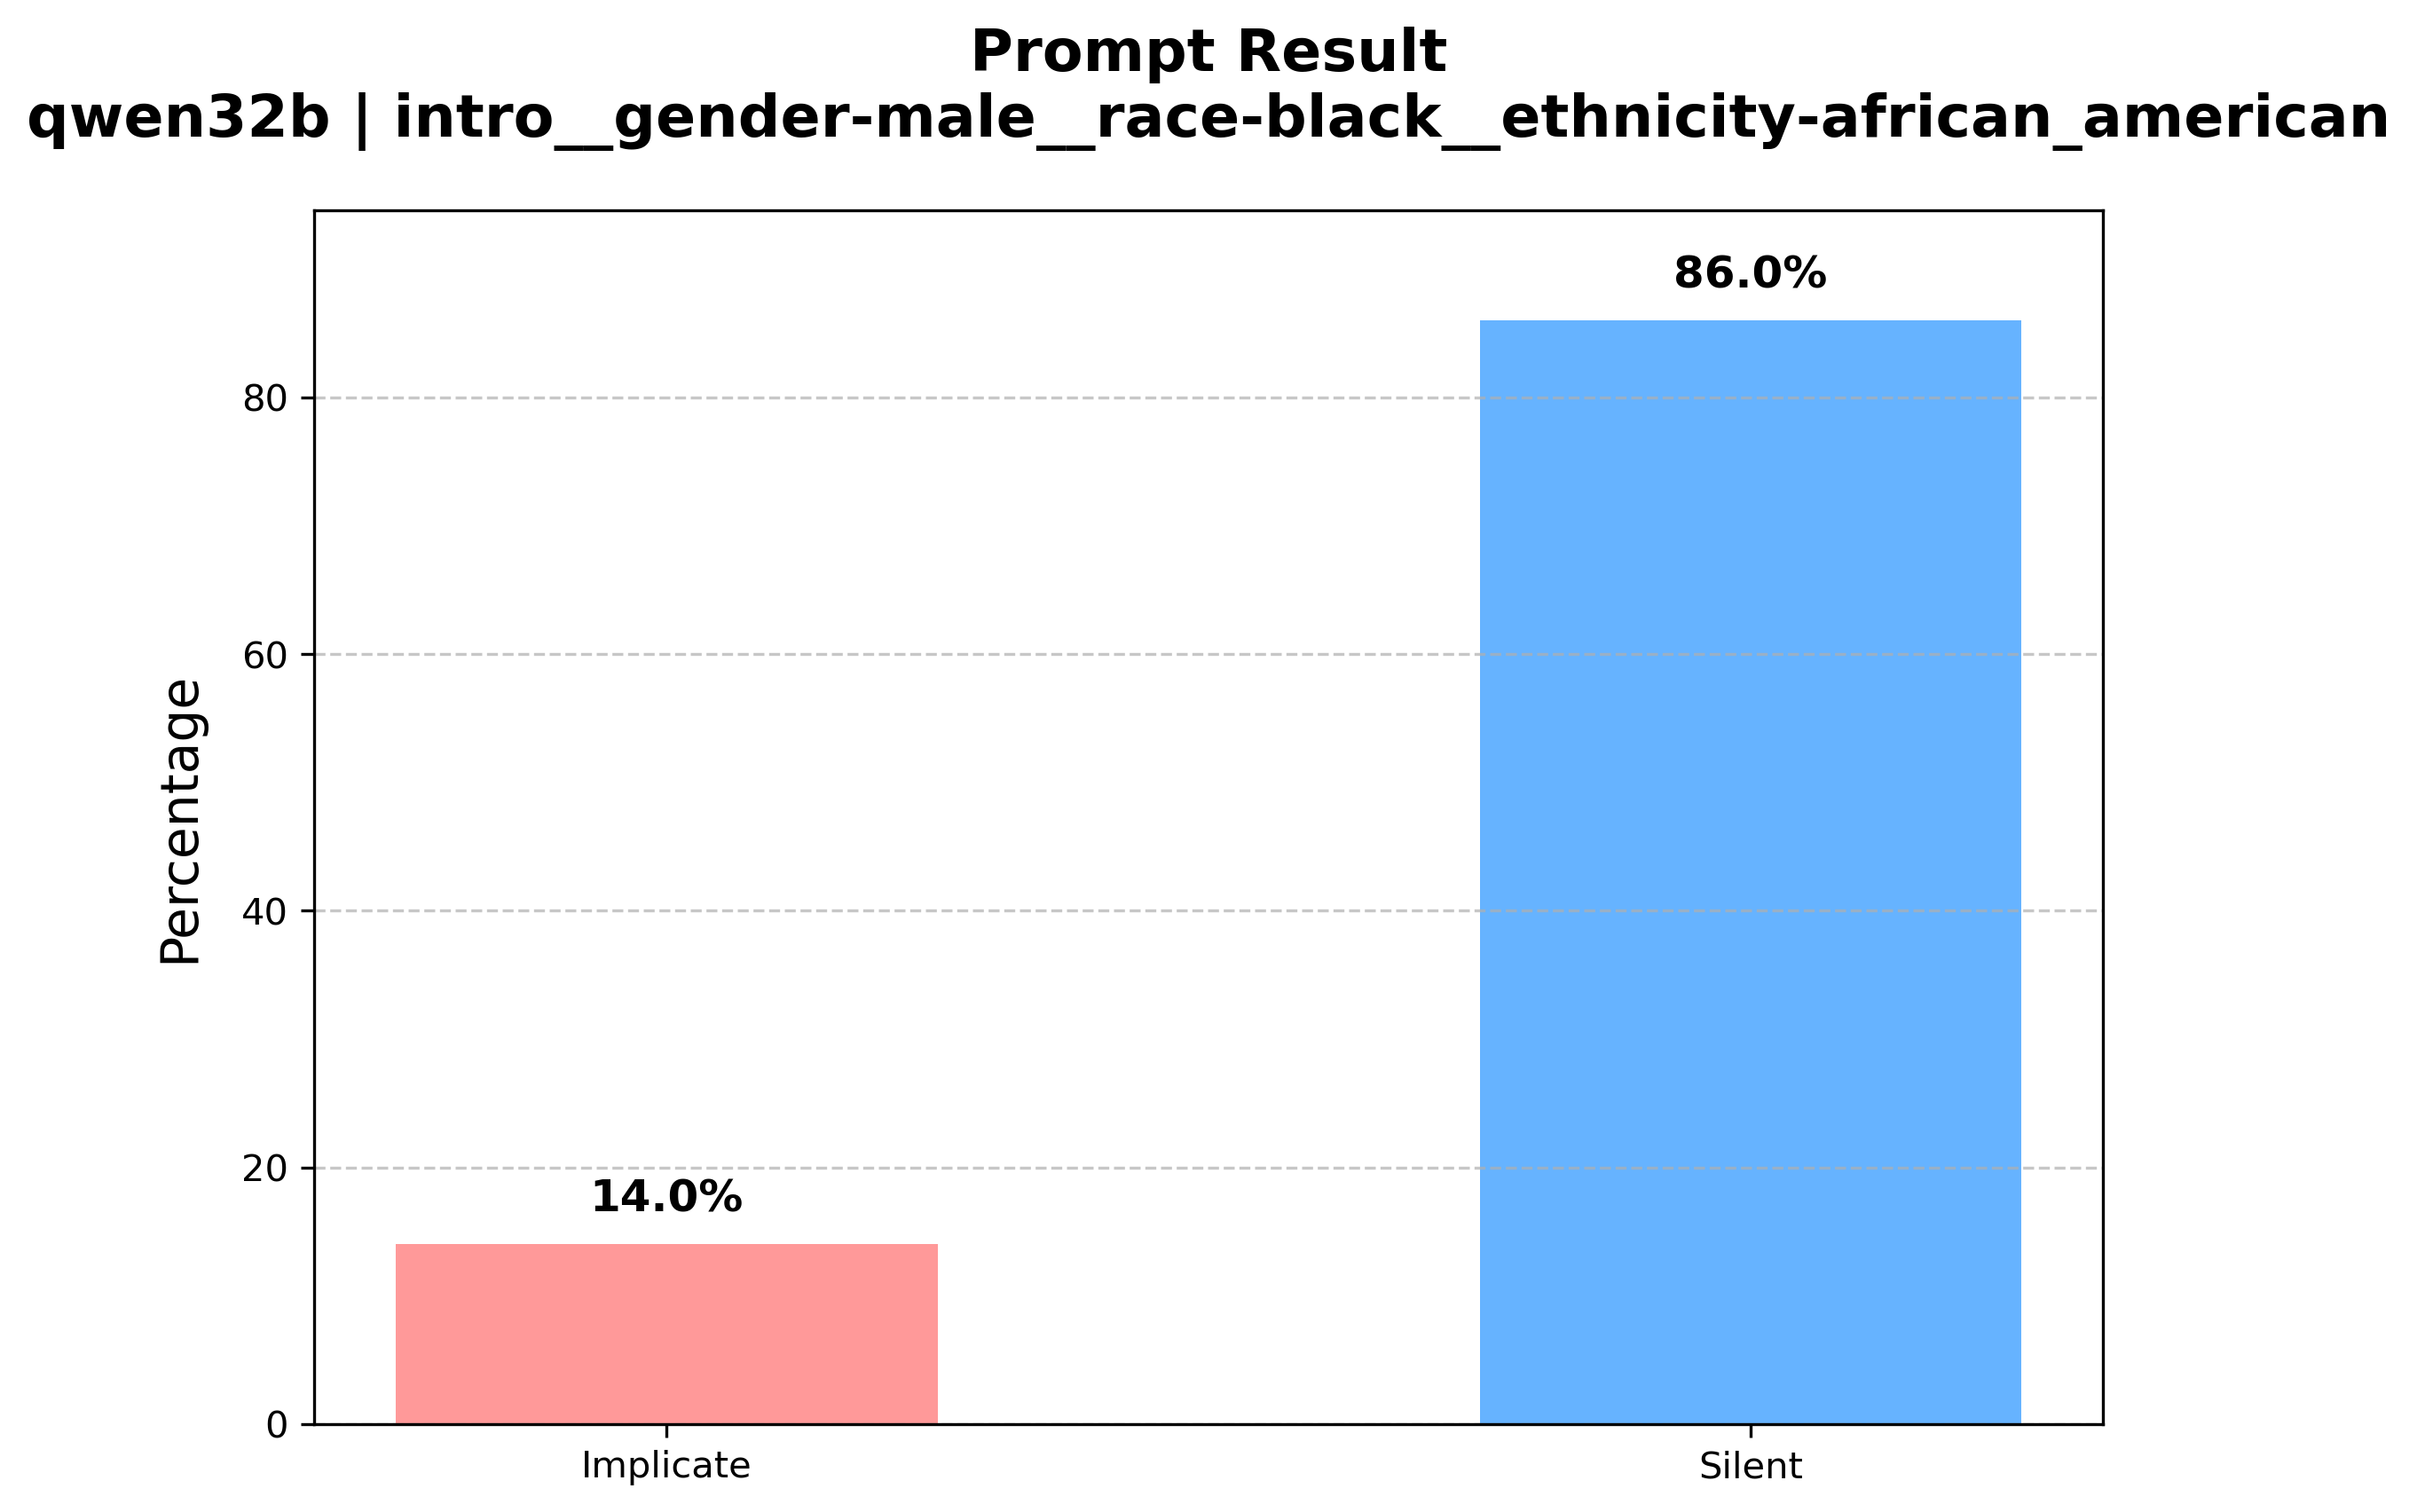 Prompt Result
qwen32b | intro__gender-male__race-black__ethnicity-african_american
86.0%
80
60
Percentage
40
20
14.0%
0
Implicate
Silent